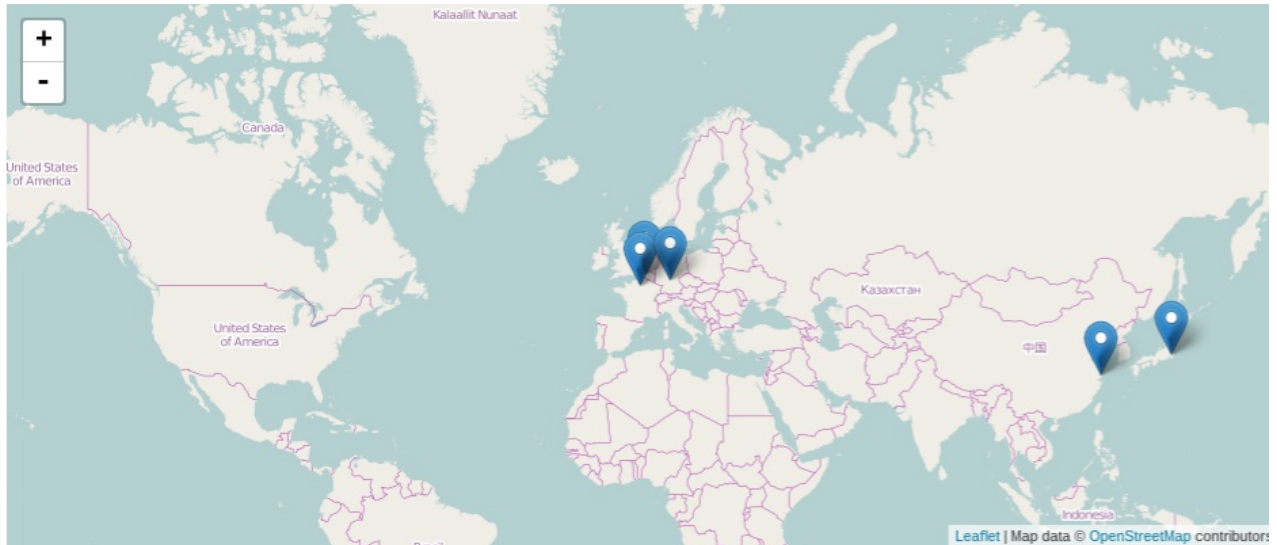 Kalaallit Nunaat
+
-
Canada
United States
of America
Казахстан
United States
of America
中国
Indonesia
Leaflet | Map data © OpenStreetMap contributors